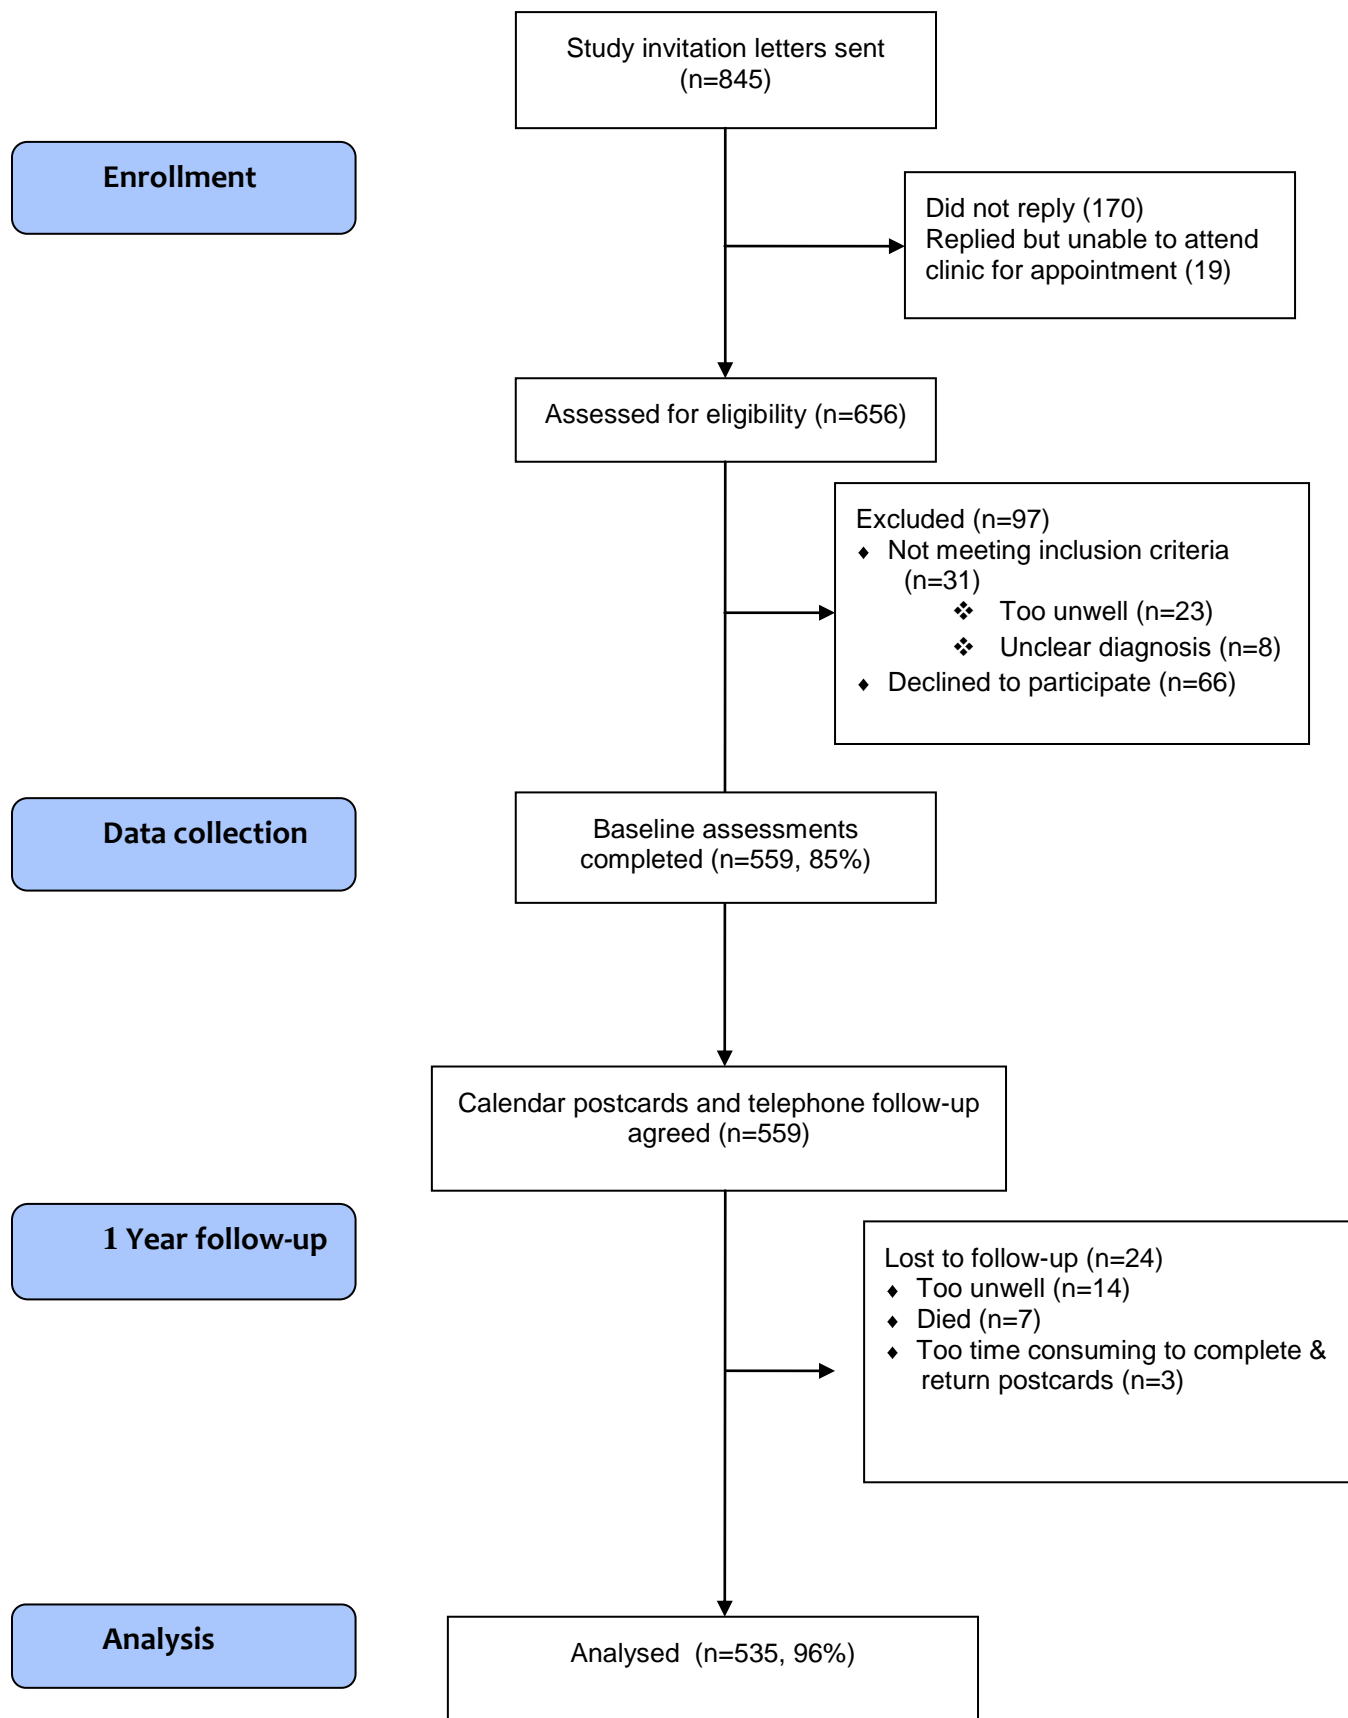 Study invitation letters sent
(n=845)
Enrollment
Did not reply (170)
Replied but unable to attend
clinic for appointment (19)
Assessed for eligibility (n=656)
Excluded (n=97)
♦ Not meeting inclusion criteria
(n=31)
❖ Too unwell (n=23)
❖ Unclear diagnosis (n=8)
♦ Declined to participate (n=66)
Data collection
Baseline assessments
completed (n=559, 85%)
Calendar postcards and telephone follow-up
agreed (n=559)
1 Year follow-up
Lost to follow-up (n=24)
♦ Too unwell (n=14)
♦ Died (n=7)
♦ Too time consuming to complete &
return postcards (n=3)
Analysis
Analysed (n=535, 96%)